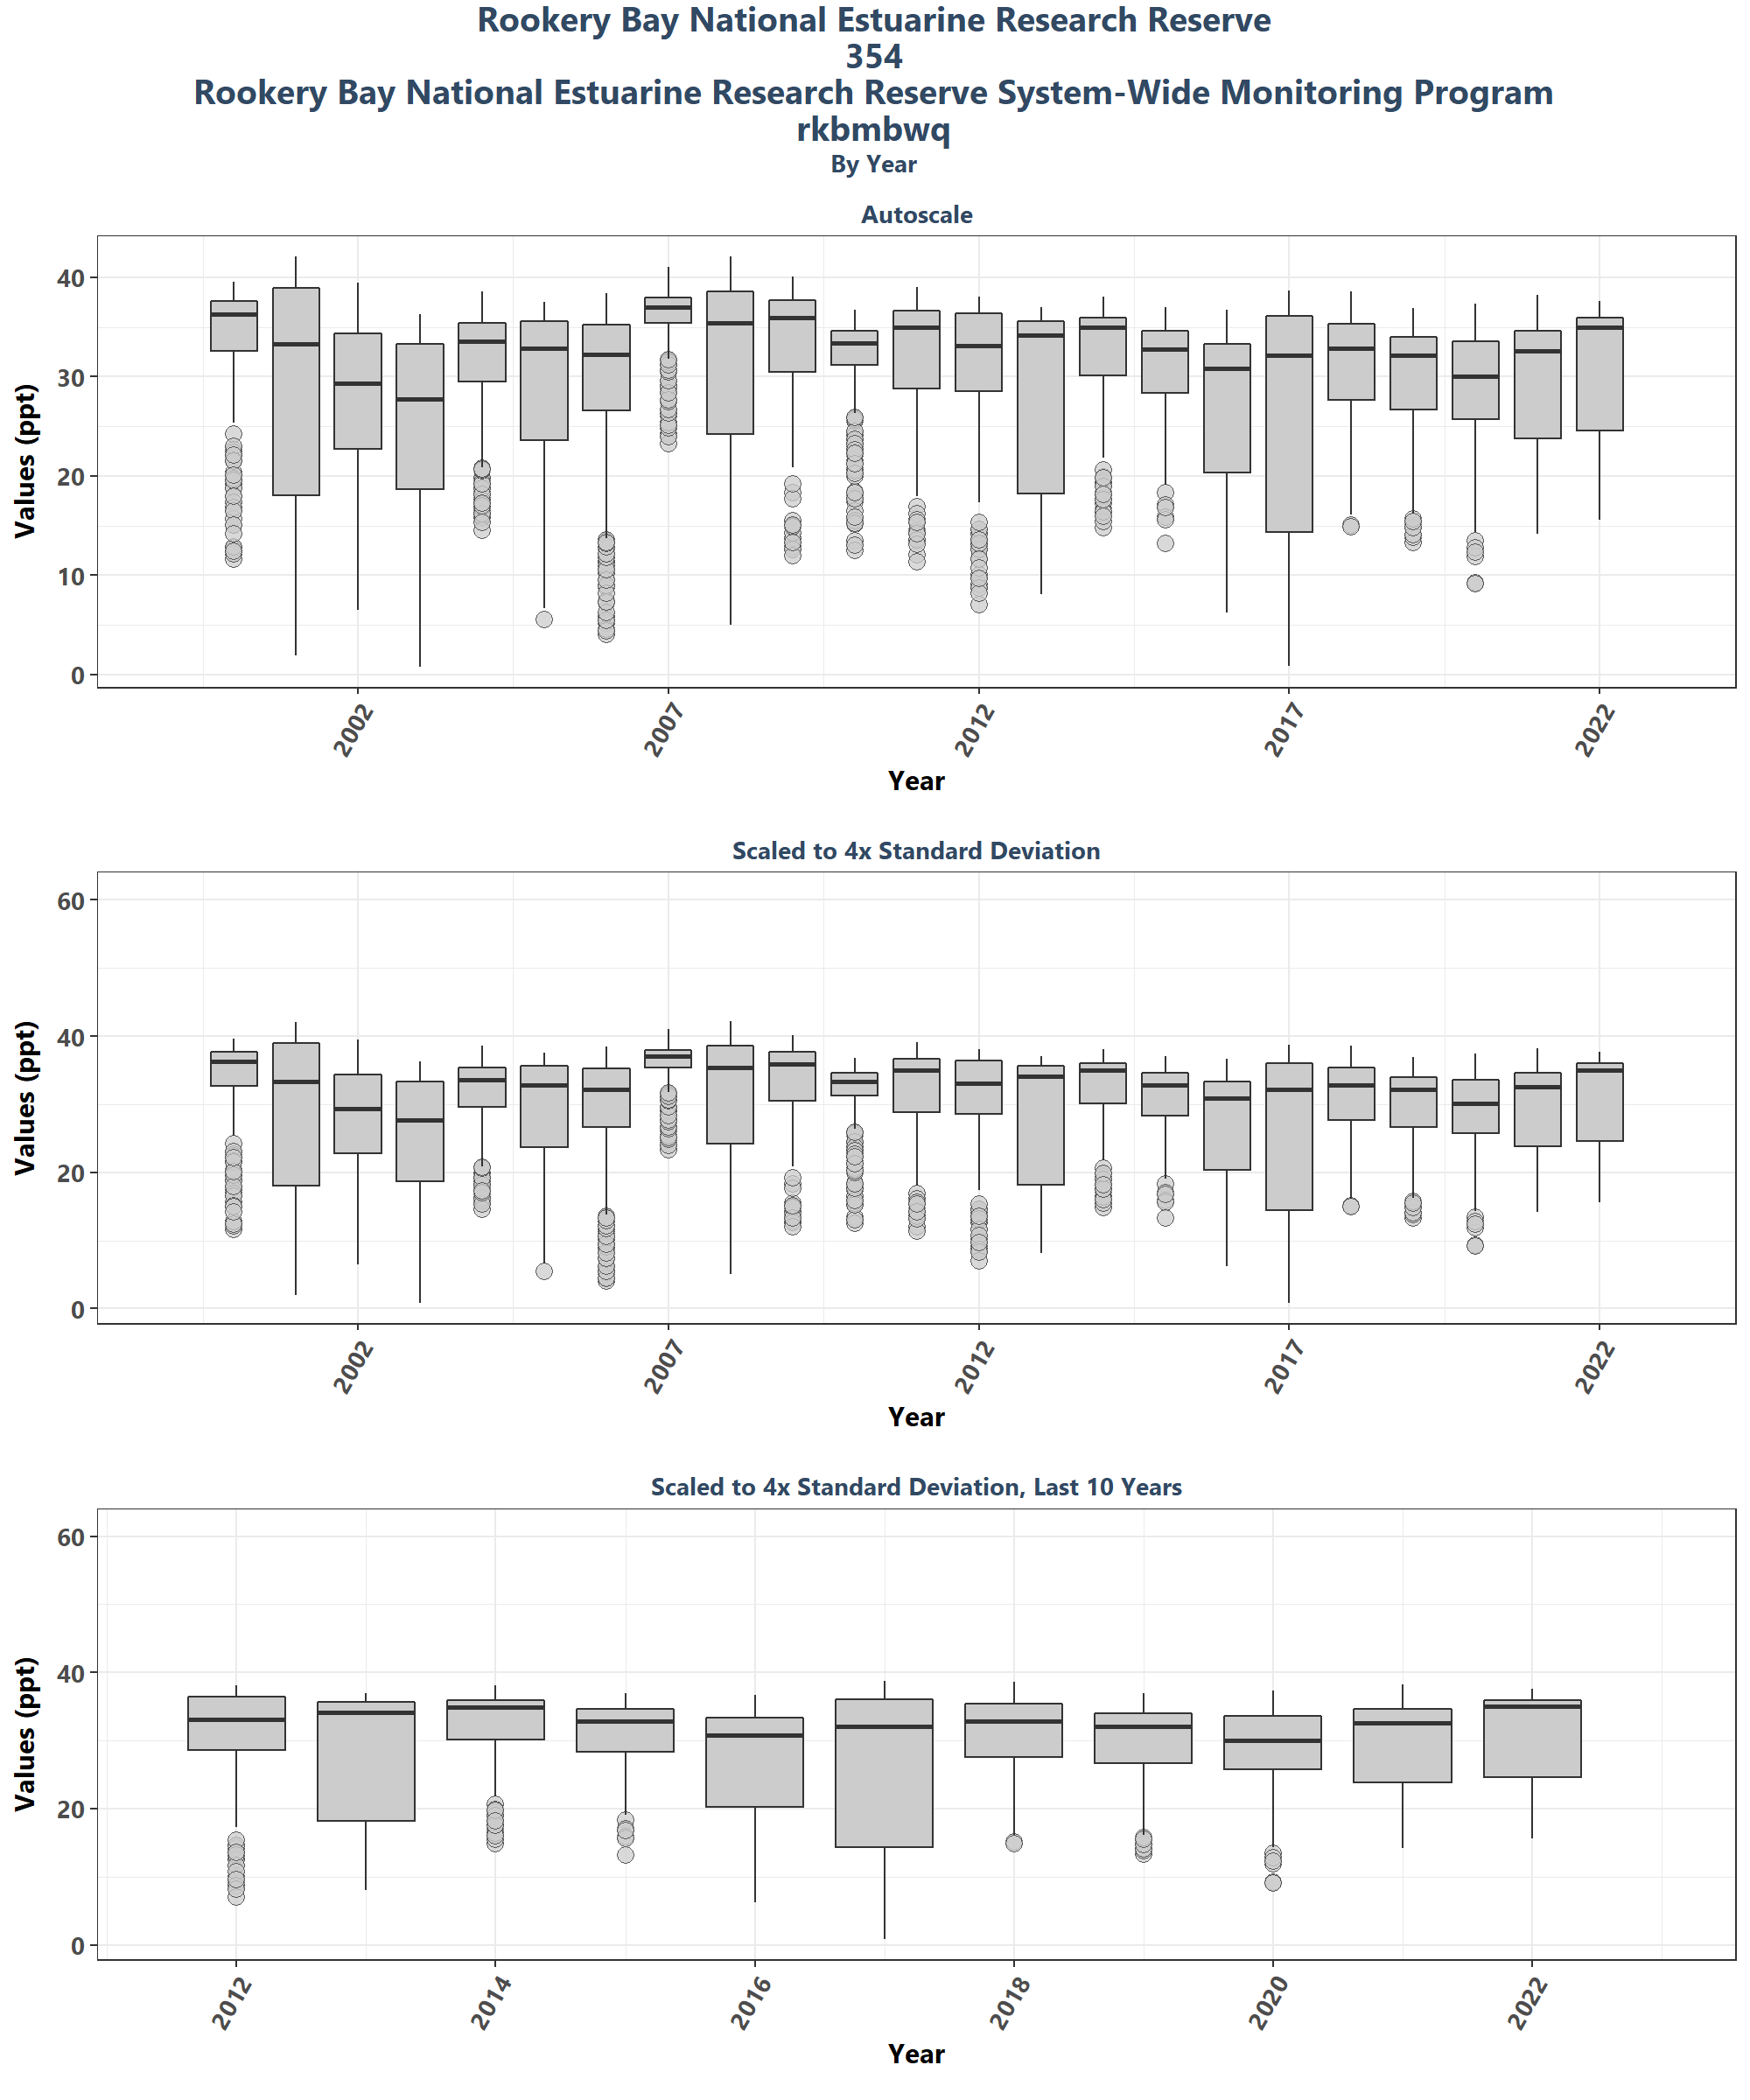 Rookery Bay National Estuarine Research Reserve
354
Rookery Bay National Estuarine Research Reserve System-Wide Monitoring Program
rkbmbwq
By Year
Autoscale
Values (ppt)
40
30
20
10
0
2002 2007 2012 2017 2022
Year
Scaled to 4x Standard Deviation
Values (ppt)
60
40
20
0
2002 2007 2012 2017 2022
Year
Scaled to 4x Standard Deviation, Last 10 Years
Values (ppt)
60
40
20
0
2012 2014 2016 2018 2020 2022
Year